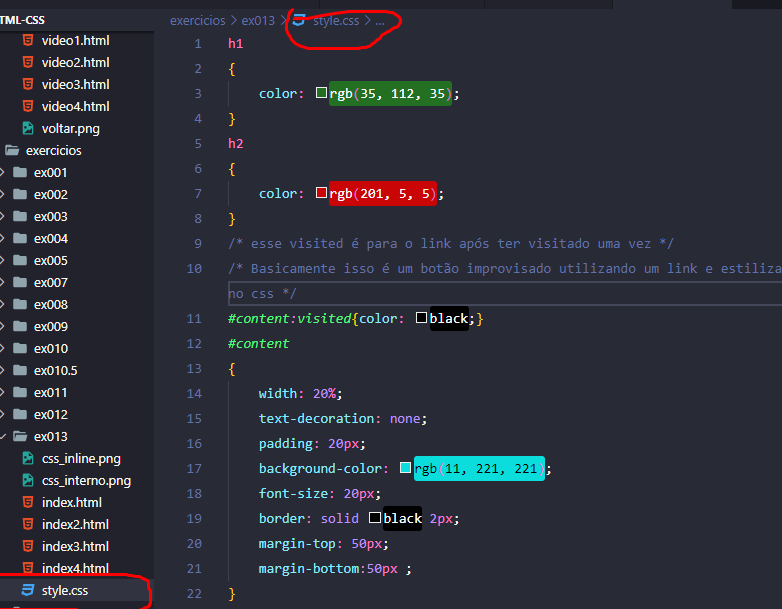 TML-CSS
video1.html
video2.html
video3.html
video4.html
voltar.png
exercicios
ex001
ex002
ex003
ex004
ex005
ex007
ex008
ex009
ex010
ex010.5
ex011
ex012
ex013
css_inline.png
css_interno.png
index.html
index2.html
index3.html
index4.html
style.css
exercicios > ex013 > style.css > ...
1 h1
2 {
3 color: rgb(35, 112, 35);
4 }
5 h2
6 {
7 color: rgb(201, 5, 5);
8 }
9 /* esse visited é para o link após ter visitado uma vez */
10 /* Basicamente isso é um botão improvisado utilizando um link e estiliza
no css */
11 #content:visited{color: black;}
12 #content
13 {
14 width: 20%;
15 text-decoration: none;
16 padding: 20px;
17 background-color: rgb(11, 221, 221);
18 font-size: 20px;
19 border: solid black 2px;
20 margin-top: 50px;
21 margin-bottom:50px ;
22 }